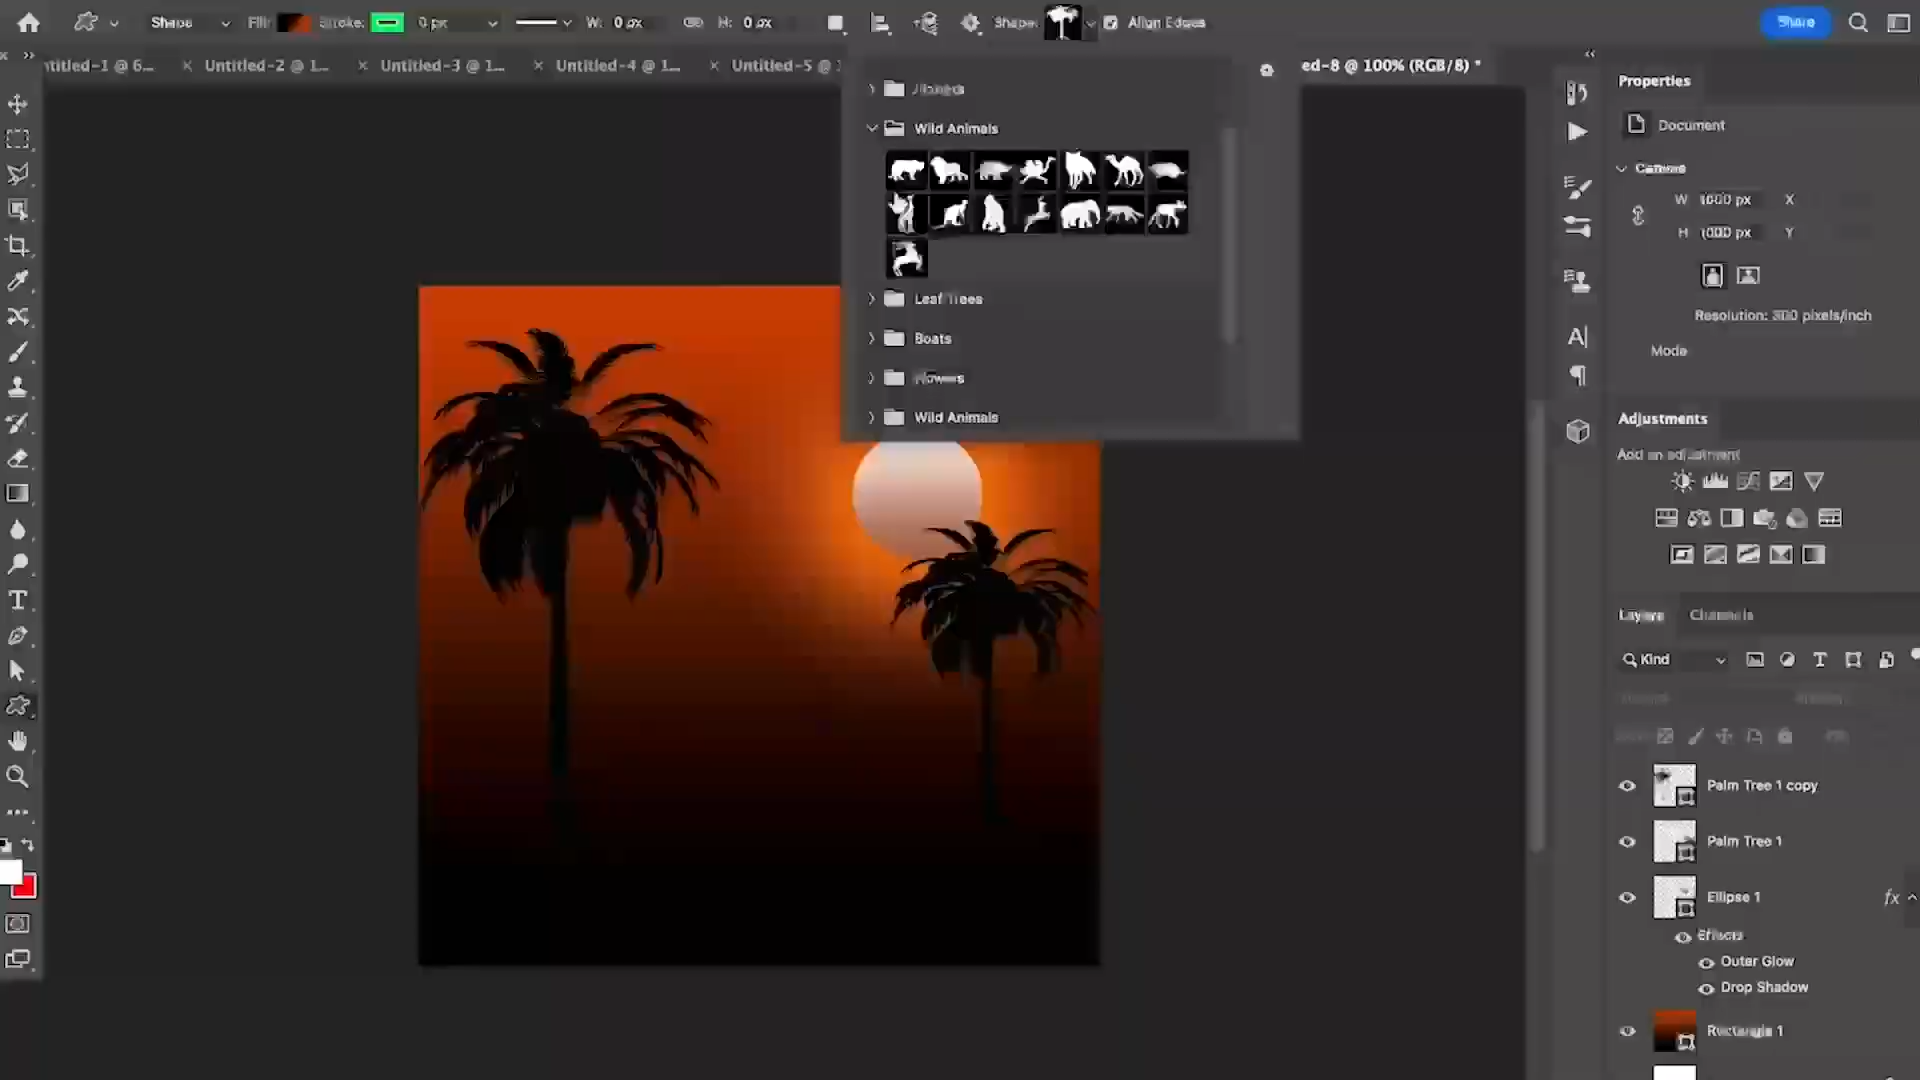 Shape Fill: Stroke: 0 px W: 0 px H: 0 px Shape: Align Edges Share
ntitled-1 @ 6... × Untitled-2 @ 1... × Untitled-3 @ 1... × Untitled-4 @ 1... × Untitled-5 @ 1 ed-8 @ 100% (RGB/8) *
Wild Animals
Leaf Trees
Boats
Flowers
Wild Animals
Properties
Document
Canvas
W 1000 px X
H 1000 px Y
Resolution: 300 pixels/inch
Mode
Adjustments
Add an adjustment
Layers Channels
Kind
Palm Tree 1 copy
Palm Tree 1
Ellipse 1 fx
Effects
Outer Glow
Drop Shadow
Rectangle 1